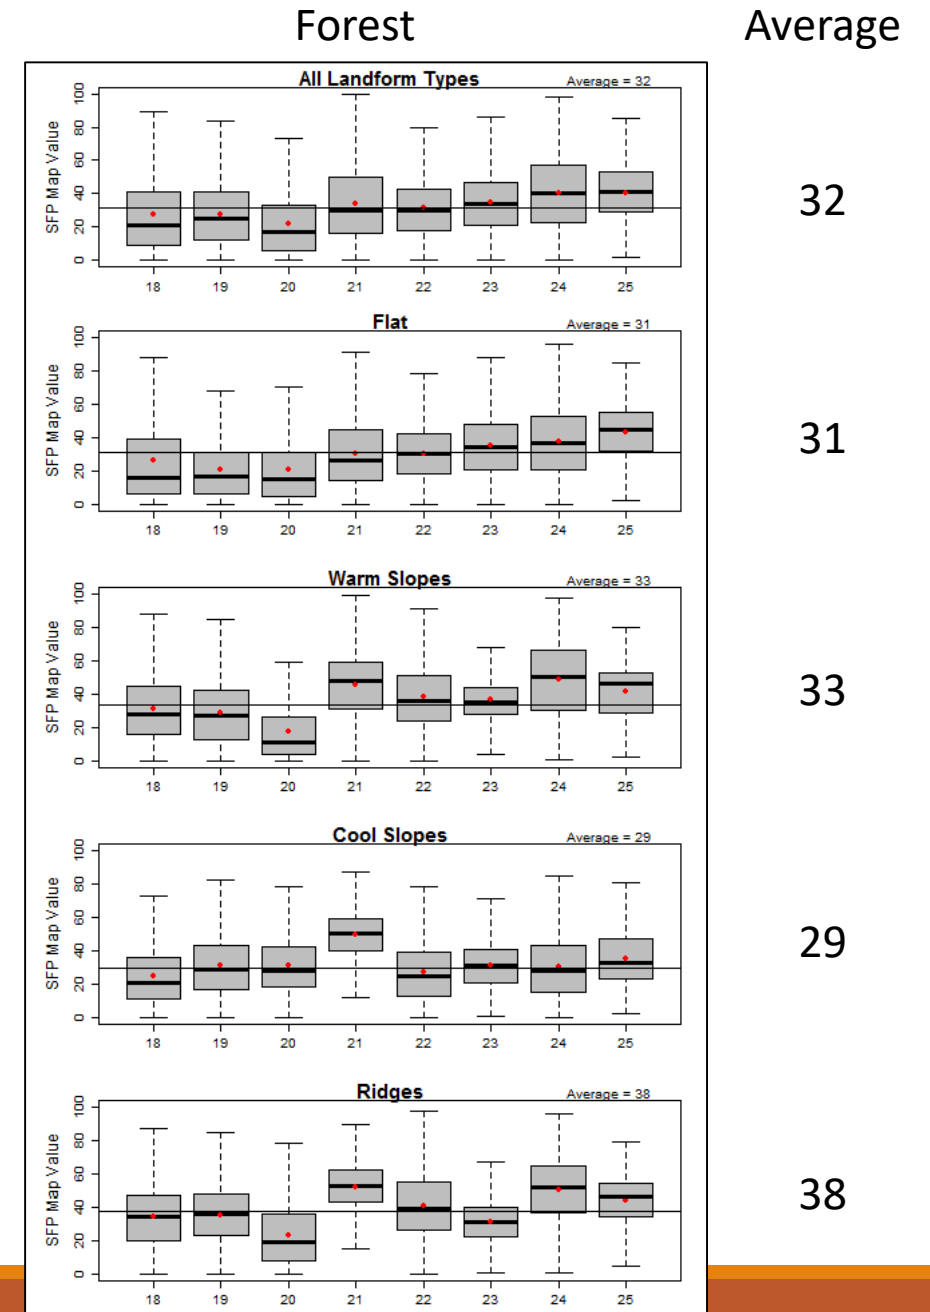 Forest Average
All Landform Types Average = 32
SFP Map Value
0 20 40 60 80 100
18 19 20 21 22 23 24 25
32
Flat Average = 31
SFP Map Value
0 20 40 60 80 100
18 19 20 21 22 23 24 25
31
Warm Slopes Average = 33
SFP Map Value
0 20 40 60 80 100
18 19 20 21 22 23 24 25
33
Cool Slopes Average = 29
SFP Map Value
0 20 40 60 80 100
18 19 20 21 22 23 24 25
29
Ridges Average = 38
SFP Map Value
0 20 40 60 80 100
18 19 20 21 22 23 24 25
38